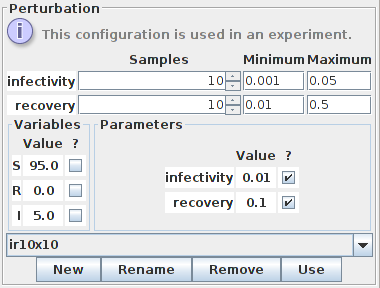 Perturbation
This configuration is used in an experiment.
Samples Minimum Maximum
infectivity 10 0.001 0.05
recovery 10 0.01 0.5
Variables
Value ?
S 95.0
R 0.0
I 5.0
Parameters
Value ?
infectivity 0.01
recovery 0.1
ir10x10
New Rename Remove Use